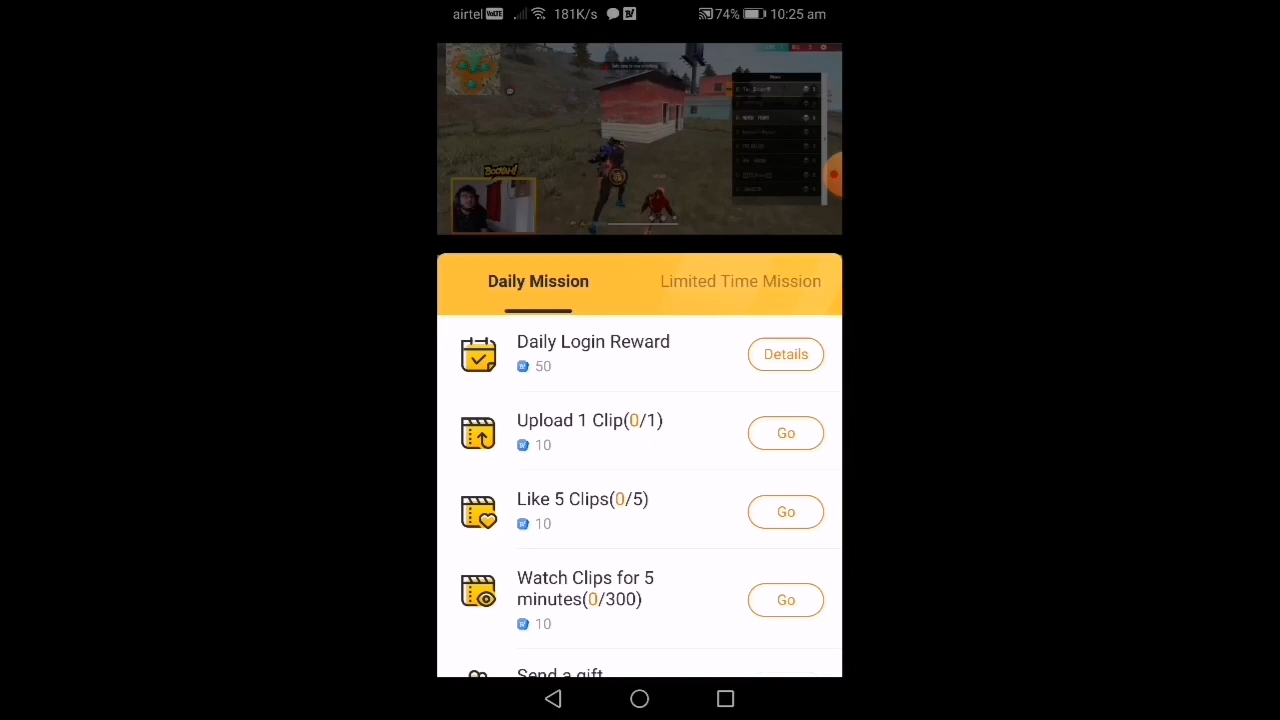 airtel VoLTE 181K/s 74% 10:25 am
BOOYAH!
Daily Mission Limited Time Mission
Daily Login Reward
50
Details
Upload 1 Clip(0/1)
10
Go
Like 5 Clips(0/5)
10
Go
Watch Clips for 5
minutes(0/300)
10
Go
Send a gift